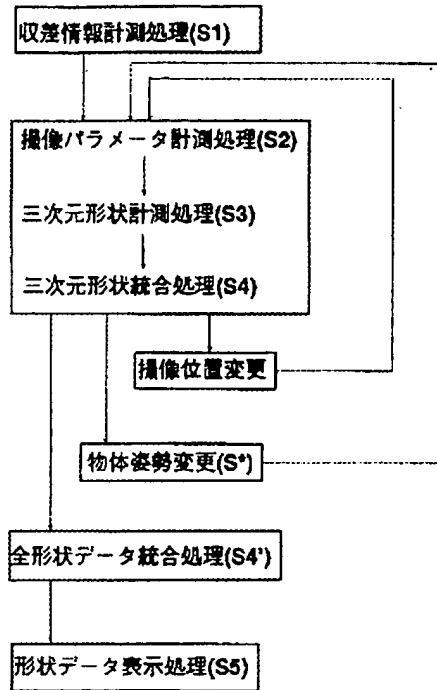 収差情報計測処理(S1)
撮像パラメータ計測処理(S2)
三次元形状計測処理(S3)
三次元形状統合処理(S4)
撮像位置変更
物体姿勢変更(S*)
全形状データ統合処理(S4')
形状データ表示処理(S5)